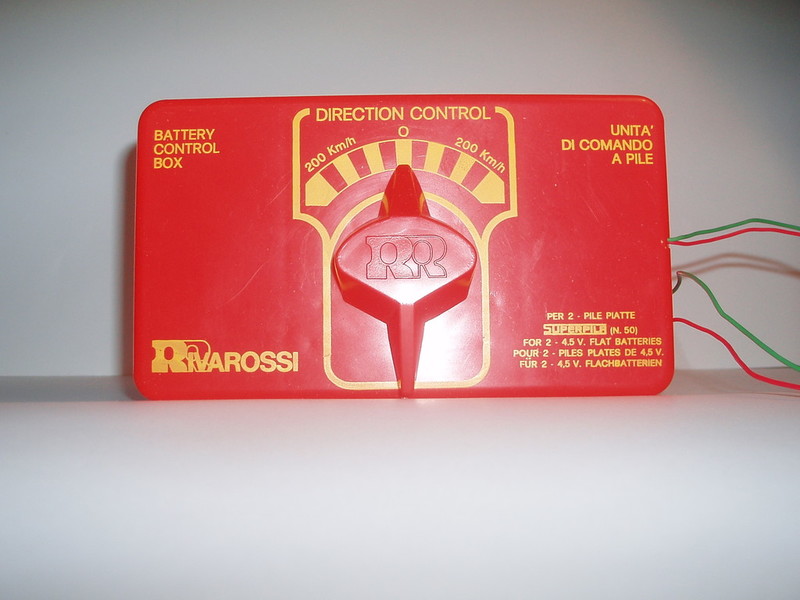 BATTERY
CONTROL
BOX
DIRECTION CONTROL
O
200 Km/h
200 Km/h
UNITA'
DI COMANDO
A PILE
RR
RIVAROSSI
PER 2 - PILE PIATTE
SUPERPILA (N. 50)
FOR 2 - 4.5 V. FLAT BATTERIES
POUR 2 - PILES PLATES DE 4,5 V.
FÜR 2 - 4,5 V. FLACHBATTERIEN